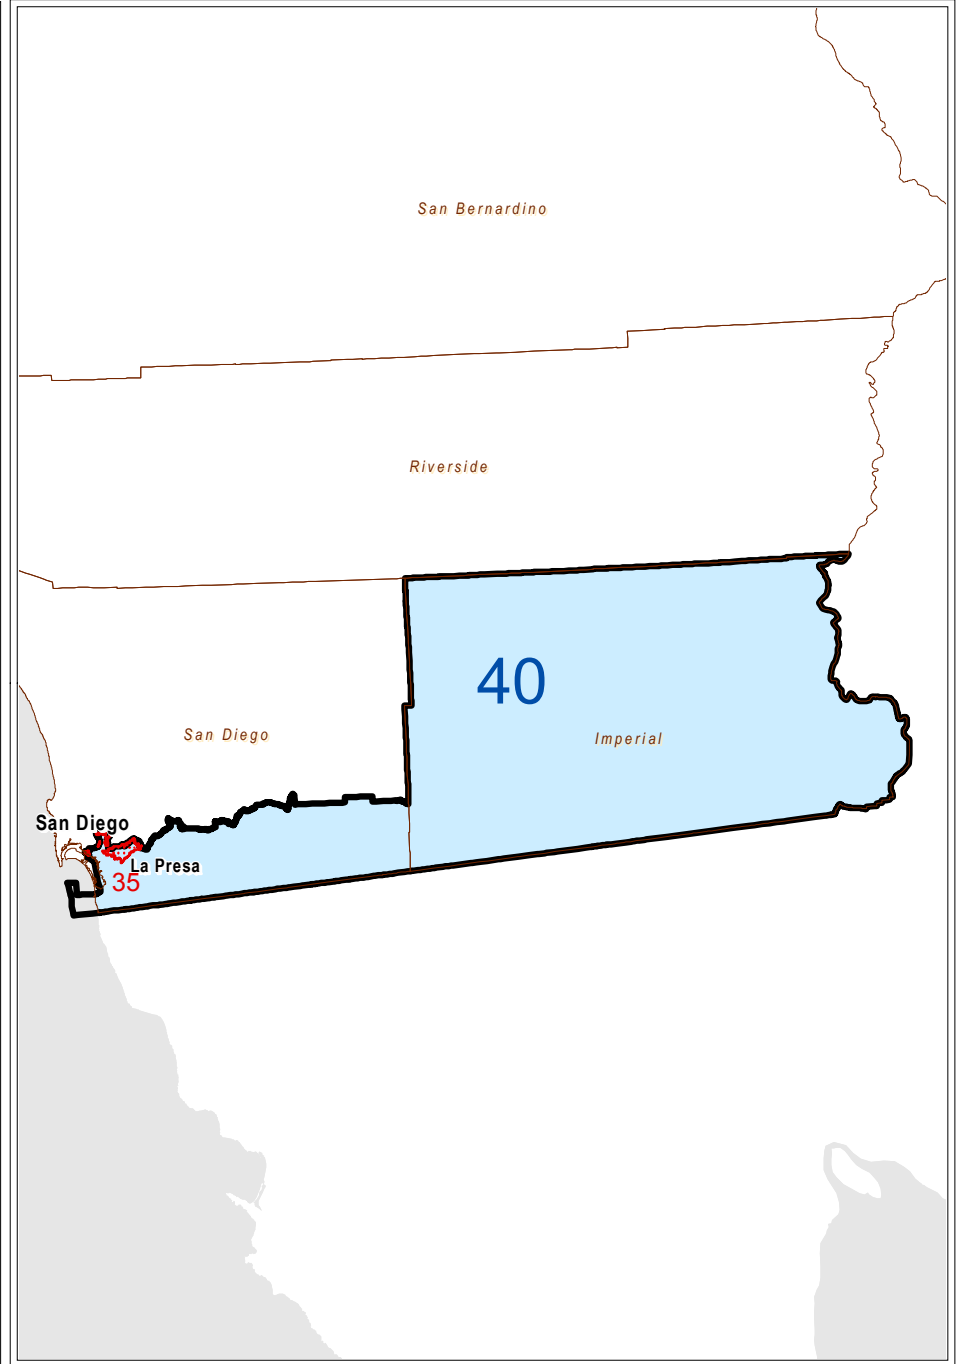 San Bernardino
Riverside
40
San Diego
Imperial
San Diego
La Presa
35